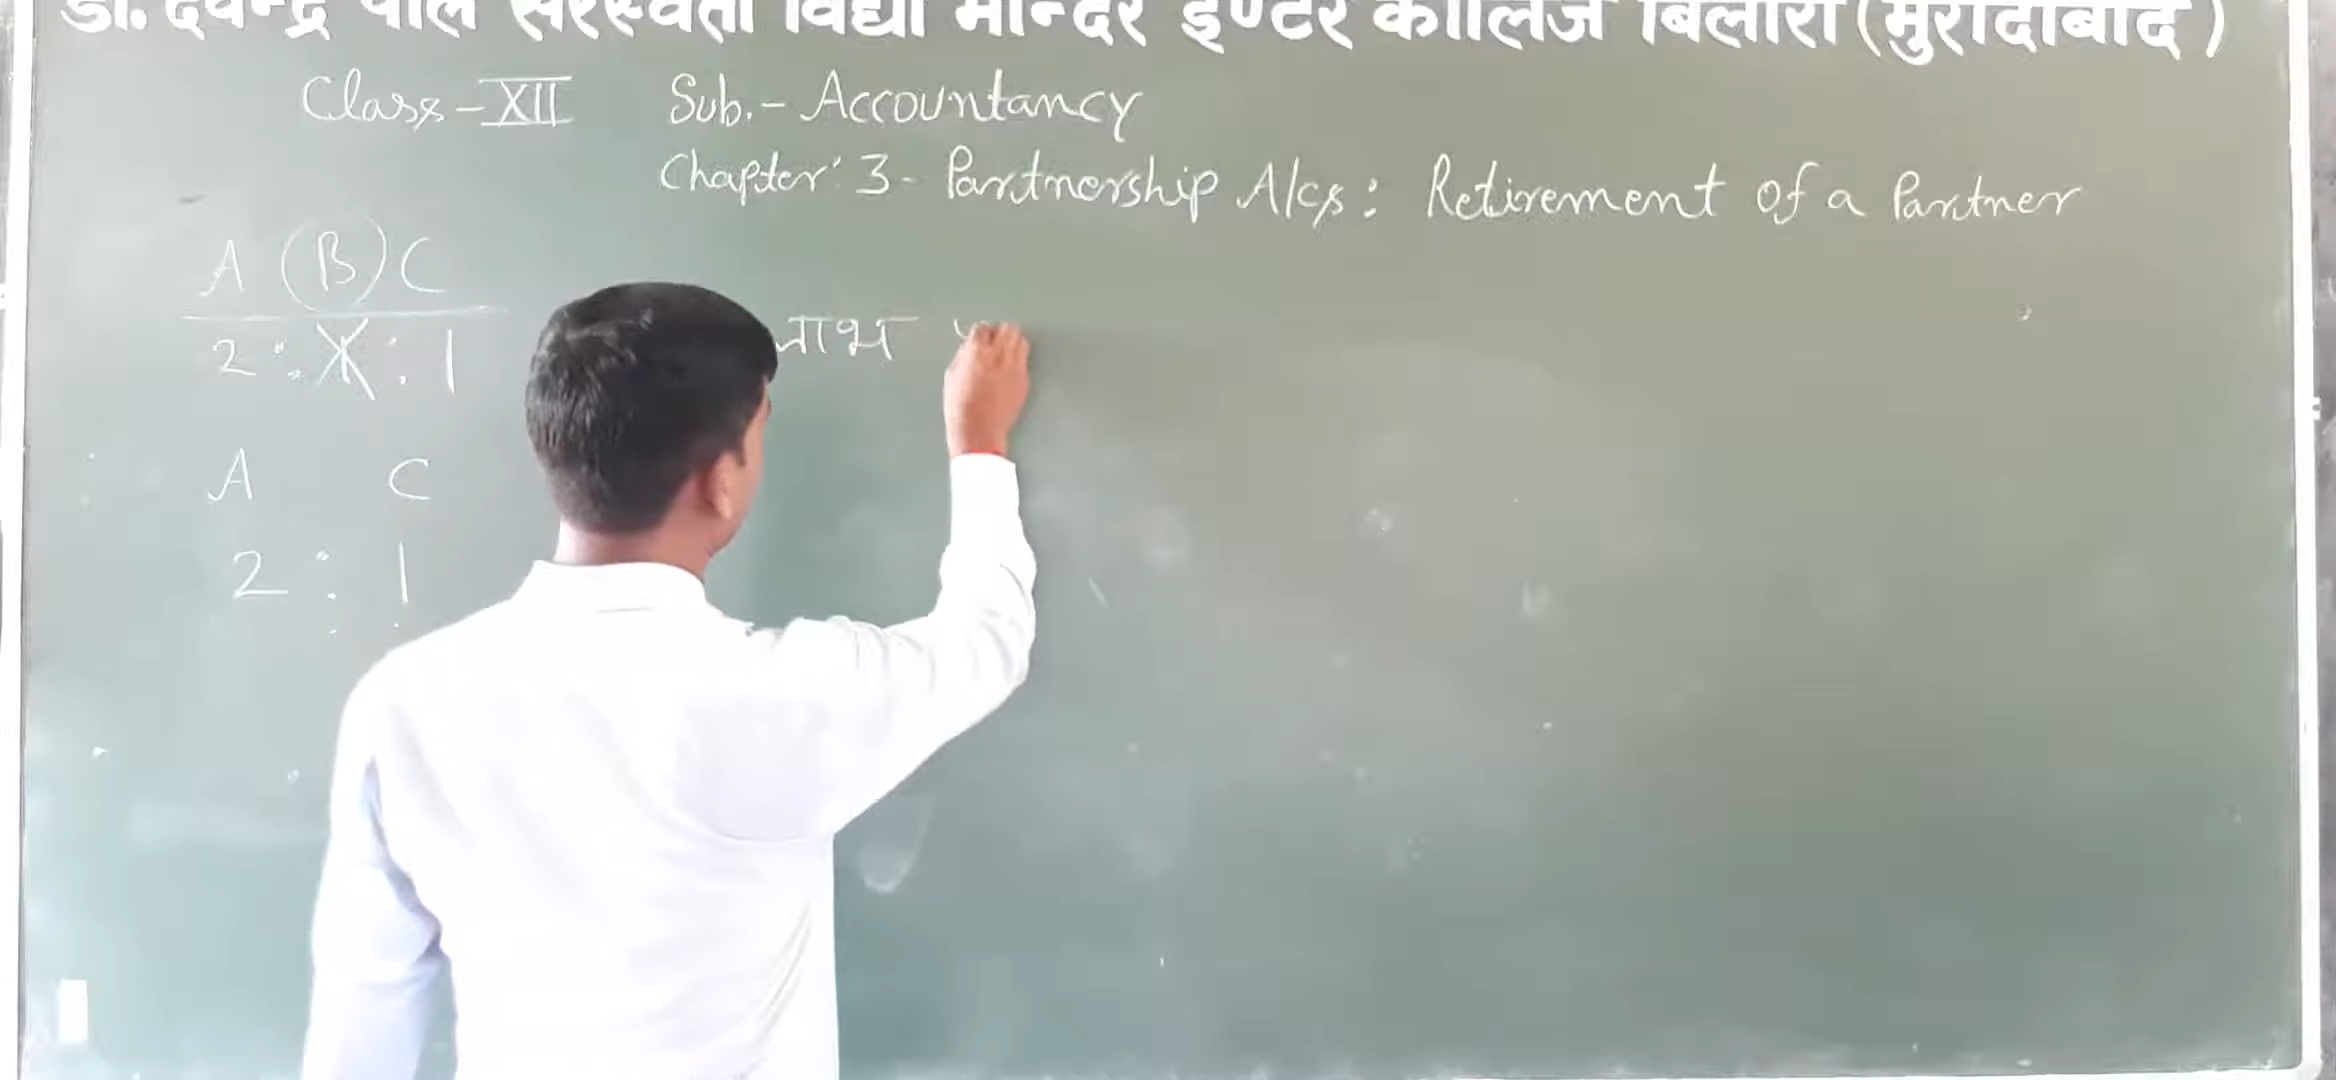 डा. देवेन्द्र पाल सरस्वती विद्या मन्दिर इण्टर कॉलिज बिलारी (मुरादाबाद)
Class-XII Sub.- Accountancy
Chapter: 3- Partnership A/cs: Retirement of a Partner
A (B) C
2 : X : 1
A C
2 : 1